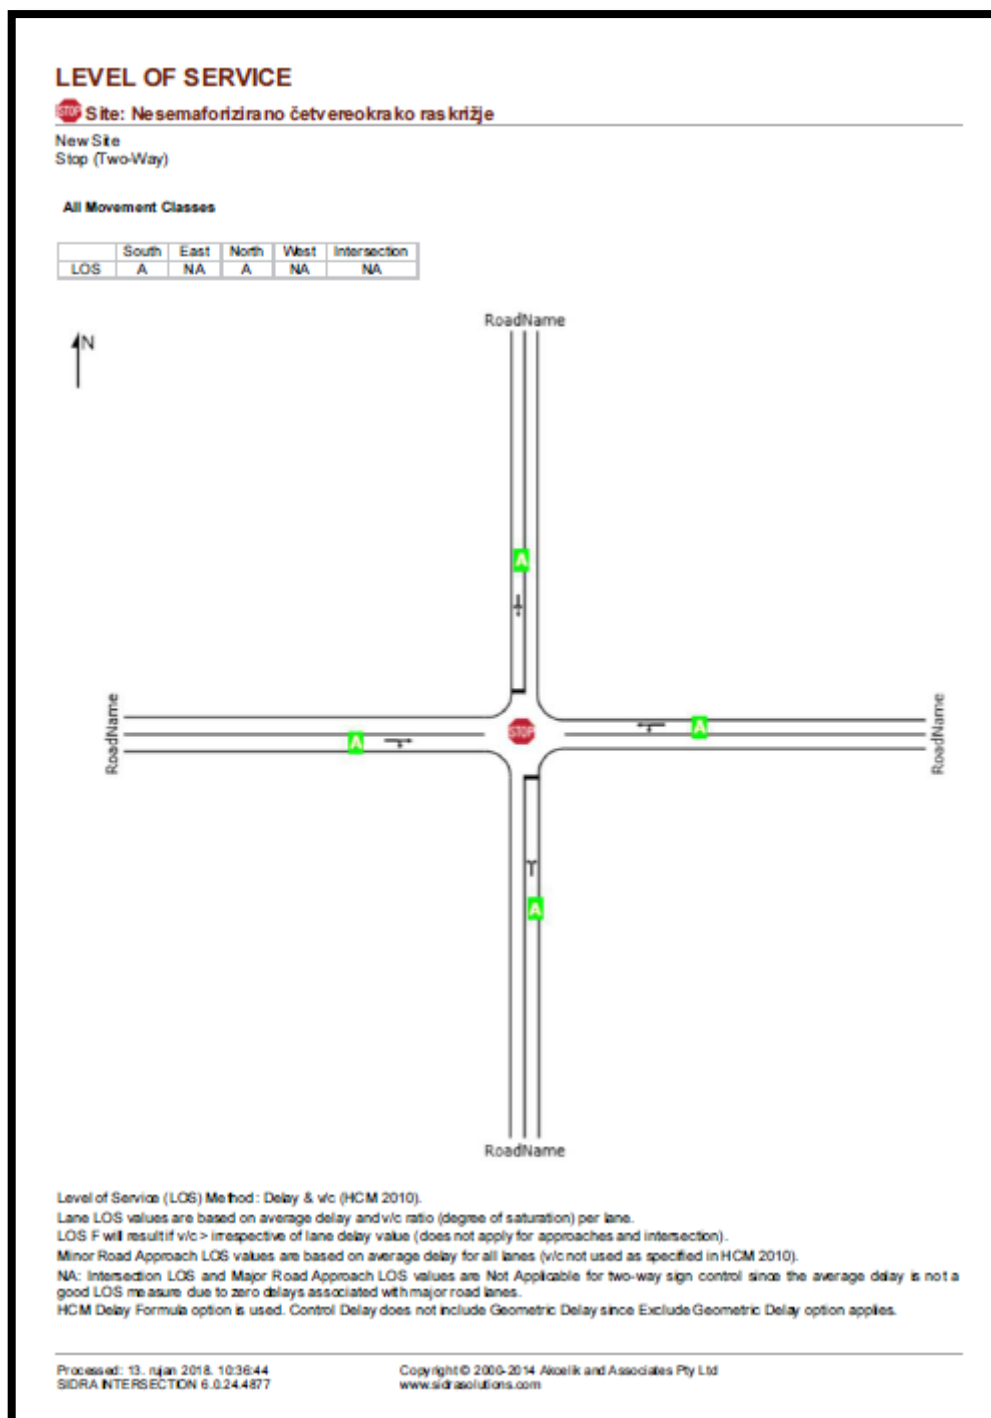 LEVEL OF SERVICE
STOP Site: Nesemaforizirano četverokrako raskrižje
New Site
Stop (Two-Way)
All Movement Classes
South East North West Intersection
LOS A NA A NA NA
RoadName
N
A
RoadName
A
STOP
A
RoadName
A
RoadName
Level of Service (LOS) Method: Delay & v/c (HCM 2010).
Lane LOS values are based on average delay and v/c ratio (degree of saturation) per lane.
LOS F will result if v/c > irrespective of lane delay value (does not apply for approaches and intersection).
Minor Road Approach LOS values are based on average delay for all lanes (v/c not used as specified in HCM 2010).
NA: Intersection LOS and Major Road Approach LOS values are Not Applicable for two-way sign control since the average delay is not a
good LOS measure due to zero delays associated with major road lanes.
HCM Delay Formula option is used. Control Delay does not include Geometric Delay since Exclude Geometric Delay option applies.
Processed: 13. rujan 2018. 10:36:44
SIDRA INTERSECTION 6.0.24.4877
Copyright © 2000-2014 Akcelik and Associates Pty Ltd
www.sidrasolutions.com